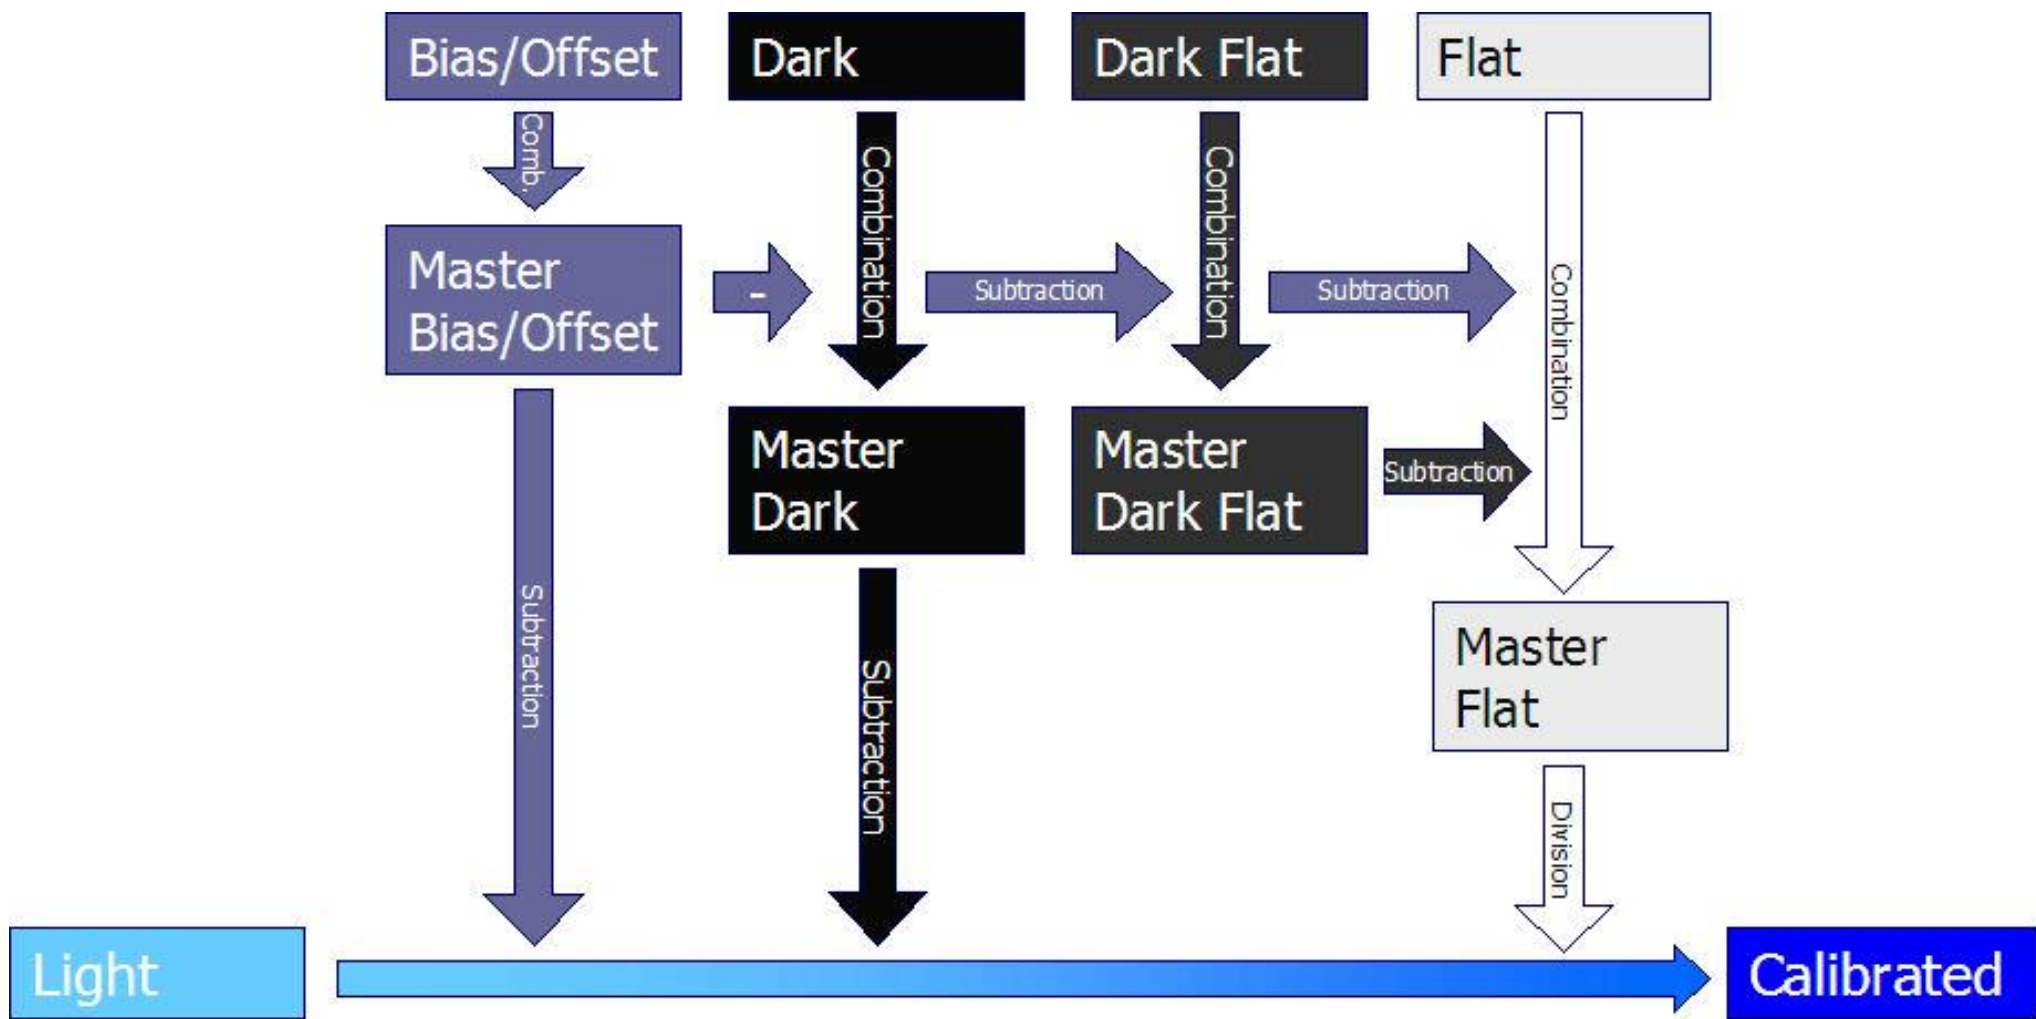 Bias/Offset
Dark
Dark Flat
Flat
Comb.
Combination
Combination
Combination
Master
Bias/Offset
-
Subtraction
Subtraction
Master
Dark
Master
Dark Flat
Subtraction
Subtraction
Subtraction
Master
Flat
Division
Light
Calibrated